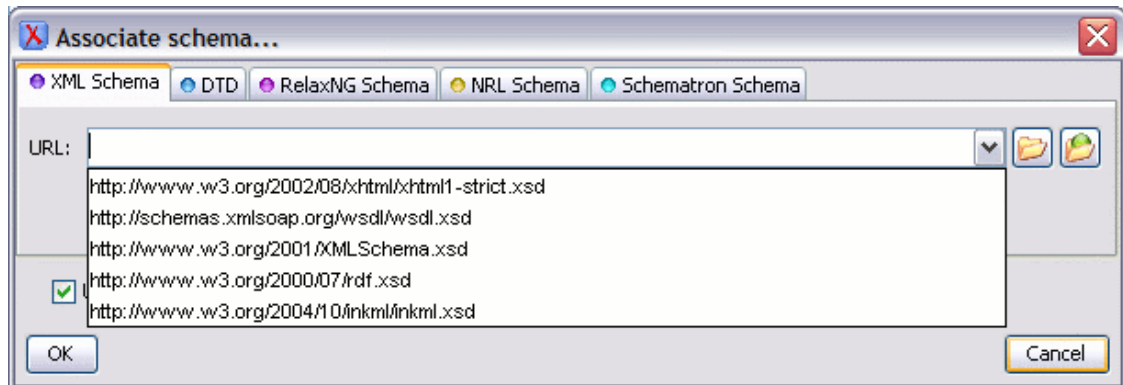 Associate schema...
XML Schema DTD RelaxNG Schema NRL Schema Schematron Schema
URL:
http://www.w3.org/2002/08/xhtml/xhtml1-strict.xsd
http://schemas.xmlsoap.org/wsdl/wsdl.xsd
http://www.w3.org/2001/XMLSchema.xsd
http://www.w3.org/2000/07/rdf.xsd
http://www.w3.org/2004/10/inkml/inkml.xsd
OK Cancel